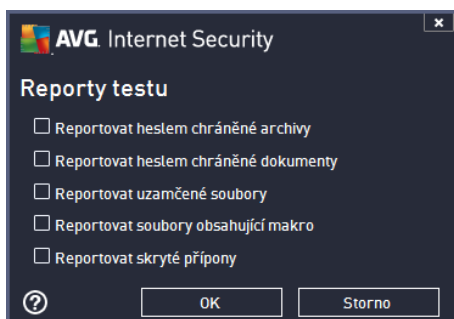 AVG. Internet Security
Reporty testu
Reportovat heslem chráněné archivy
Reportovat heslem chráněné dokumenty
Reportovat uzamčené soubory
Reportovat soubory obsahující makro
Reportovat skryté přípony
OK
Storno